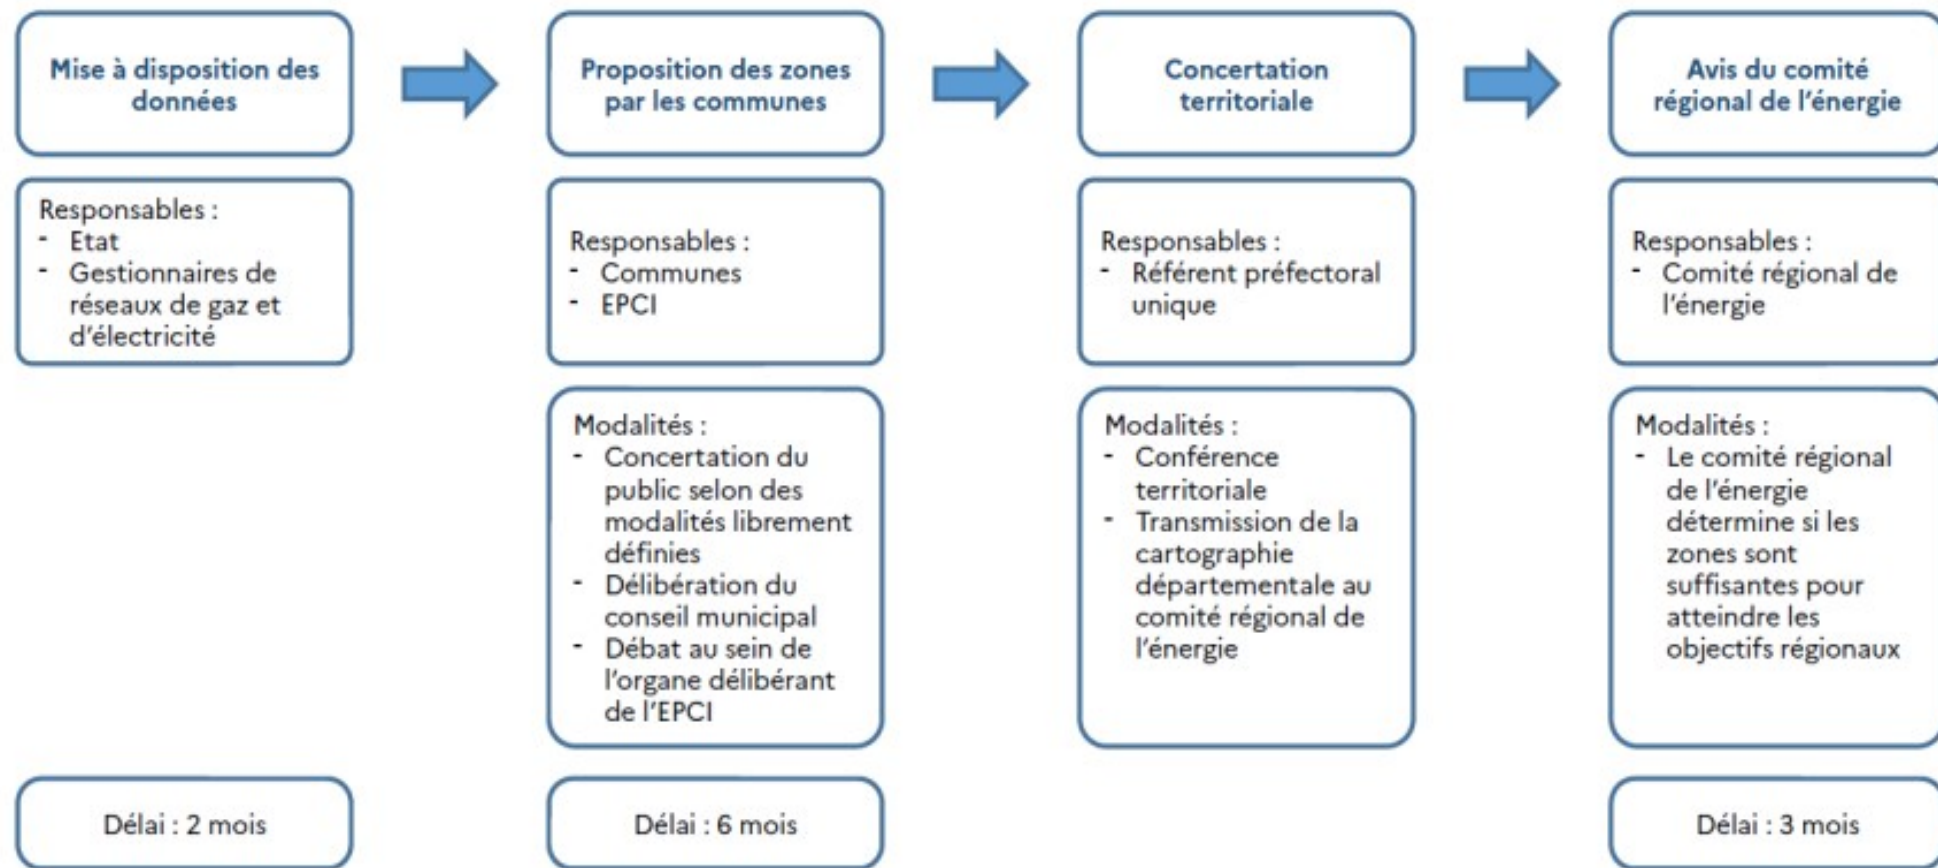 Mise à disposition des
données
Proposition des zones
par les communes
Concertation
territoriale
Avis du comité
régional de l'énergie
Responsables :
- Etat
- Gestionnaires de
réseaux de gaz et
d'électricité
Responsables :
- Communes
- EPCI
Responsables :
- Référent préfectoral
unique
Responsables :
- Comité régional de
l'énergie
Modalités :
- Concertation du
public selon des
modalités librement
définies
- Délibération du
conseil municipal
- Débat au sein de
l'organe délibérant
de l'EPCI
Modalités :
- Conférence
territoriale
- Transmission de la
cartographie
départementale au
comité régional de
l'énergie
Modalités :
- Le comité régional
de l'énergie
détermine si les
zones sont
suffisantes pour
atteindre les
objectifs régionaux
Délai : 2 mois
Délai : 6 mois
Délai : 3 mois